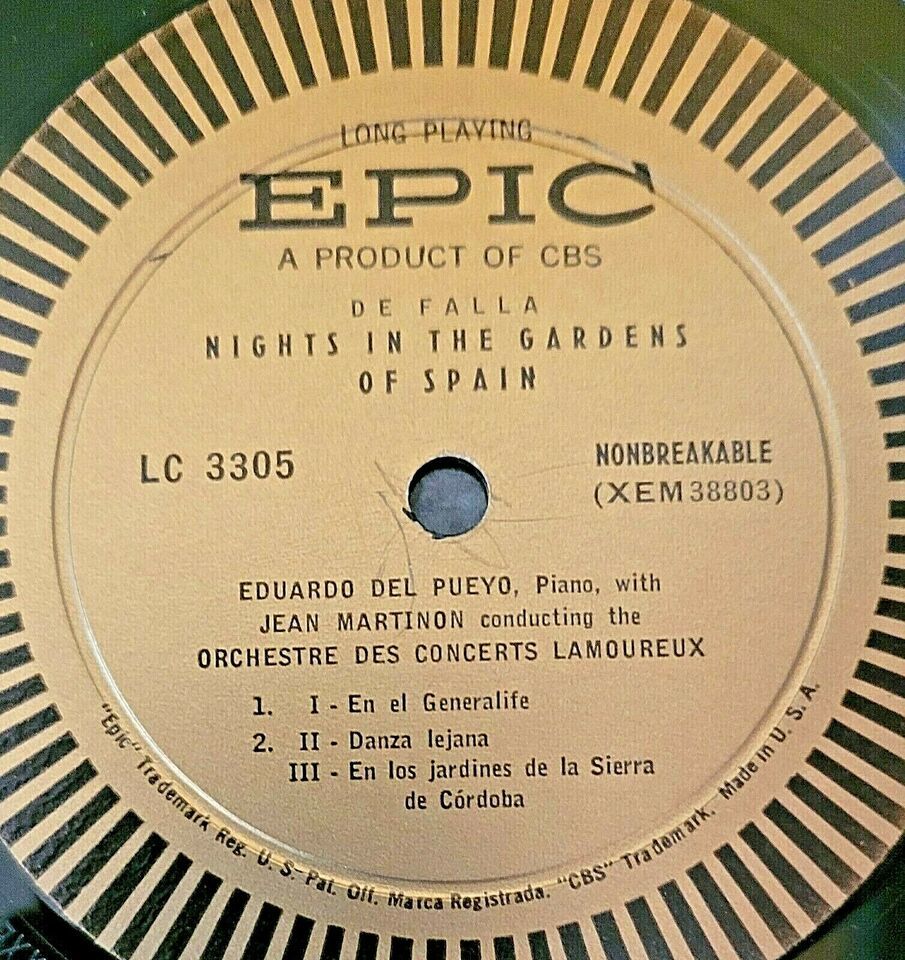 LONG PLAYING
EPIC
A PRODUCT OF CBS
DE FALLA
NIGHTS IN THE GARDENS
OF SPAIN
LC 3305
NONBREAKABLE
(XEM38803)
EDUARDO DEL PUEYO, Piano, with
JEAN MARTINON conducting the
ORCHESTRE DES CONCERTS LAMOUREUX
1. I - En el Generalife
2. II - Danza lejana
III - En los jardines de la Sierra
de Córdoba
"Epic" Trademark Reg. U. S. Pat. Off. Marca Registrada. "CBS" Trademark. Made in U. S. A.